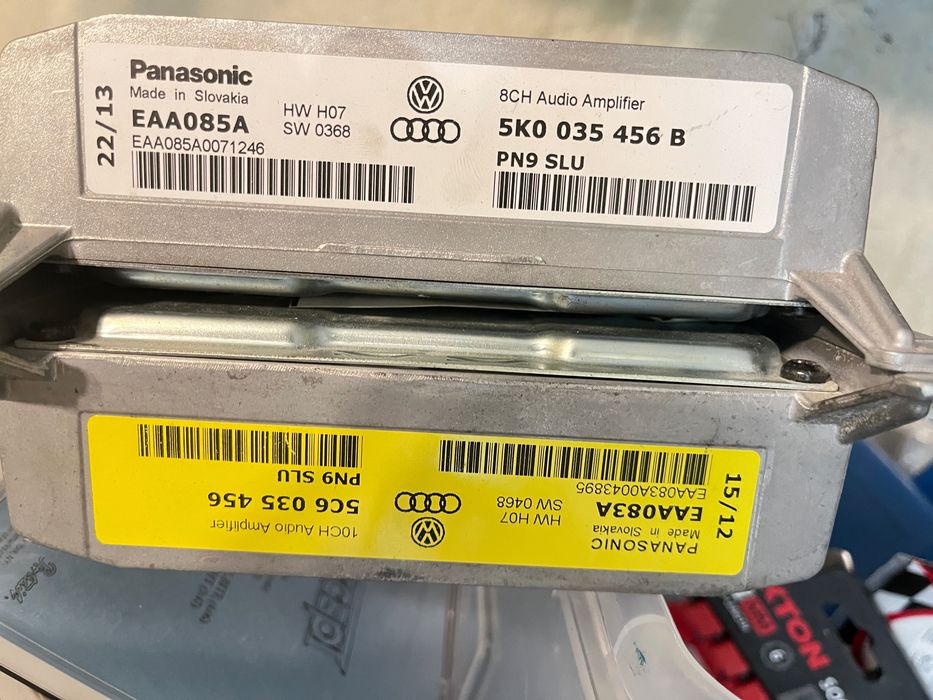 22/13
Panasonic
Made in Slovakia
EAA085A
EAA085A0071246
HW H07
SW 0368
8CH Audio Amplifier
5K0 035 456 B
PN9 SLU
15/12
PANASONIC
Made in Slovakia
EAA083A
EAA083A0043895
HW H07
SW 0468
10CH Audio Amplifier
5C6 035 456
PN9 SLU
XTON